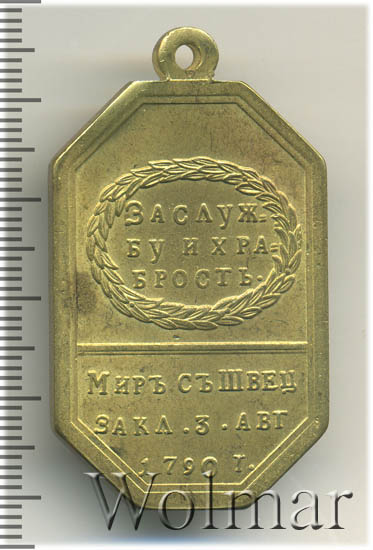 ЗАСЛУЖ=
БУ И ХРА=
БРОСТЬ·
МИРЪ СЪ ШВЕЦ
ЗАКЛ . 3 . АВГ
1790 Г.
Wolmar